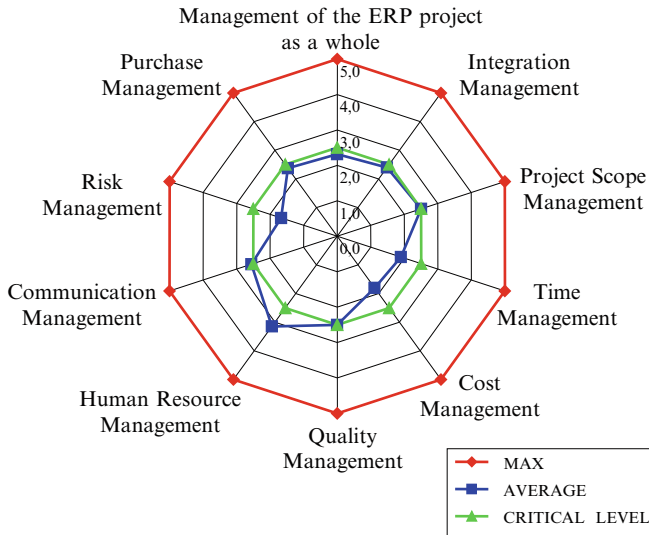 Management of the ERP project
as a whole
Purchase
Management
Integration
Management
5,0
4,0
3,0
2,0
1,0
0,0
Risk
Management
Project Scope
Management
Communication
Management
Time
Management
Human Resource
Management
Cost
Management
Quality
Management
MAX
AVERAGE
CRITICAL LEVEL